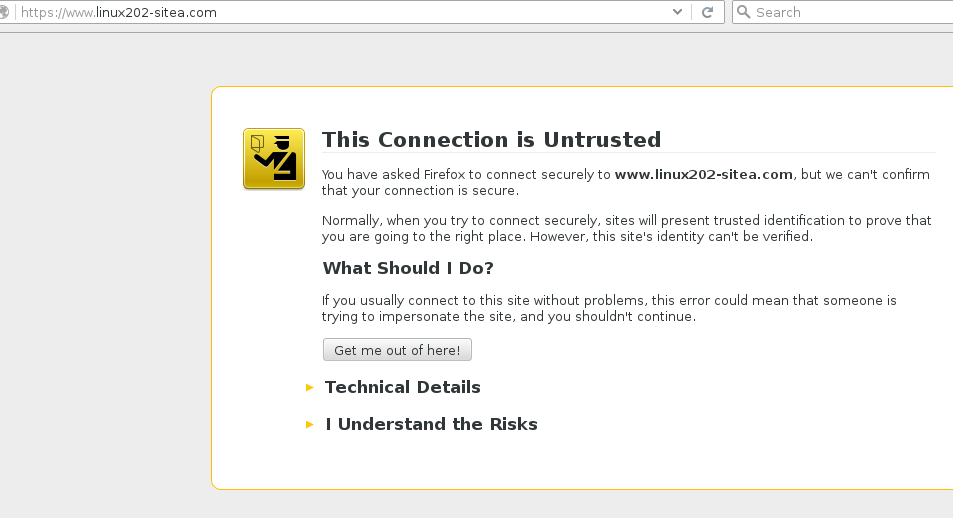 https://www.linux202-sitea.com
Search
This Connection is Untrusted
You have asked Firefox to connect securely to www.linux202-sitea.com, but we can't confirm
that your connection is secure.
Normally, when you try to connect securely, sites will present trusted identification to prove that
you are going to the right place. However, this site's identity can't be verified.
What Should I Do?
If you usually connect to this site without problems, this error could mean that someone is
trying to impersonate the site, and you shouldn't continue.
Get me out of here!
Technical Details
I Understand the Risks